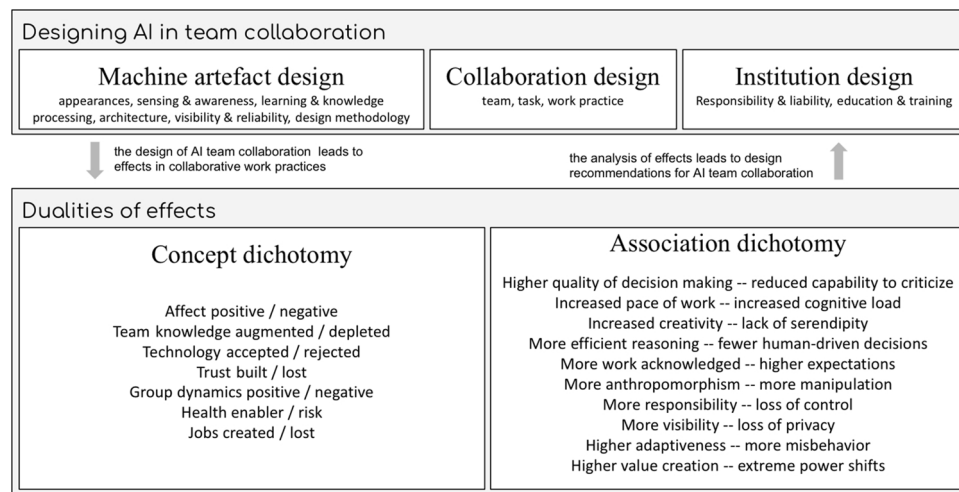 Designing AI in team collaboration
Machine artefact design
appearances, sensing & awareness, learning & knowledge
processing, architecture, visibility & reliability, design methodology
Collaboration design
team, task, work practice
Institution design
Responsibility & liability, education & training
the design of AI team collaboration leads to
effects in collaborative work practices
the analysis of effects leads to design
recommendations for AI team collaboration
Dualities of effects
Concept dichotomy
Affect positive / negative
Team knowledge augmented / depleted
Technology accepted / rejected
Trust built / lost
Group dynamics positive / negative
Health enabler / risk
Jobs created / lost
Association dichotomy
Higher quality of decision making -- reduced capability to criticize
Increased pace of work -- increased cognitive load
Increased creativity -- lack of serendipity
More efficient reasoning -- fewer human-driven decisions
More work acknowledged -- higher expectations
More anthropomorphism -- more manipulation
More responsibility -- loss of control
More visibility -- loss of privacy
Higher adaptiveness -- more misbehavior
Higher value creation -- extreme power shifts